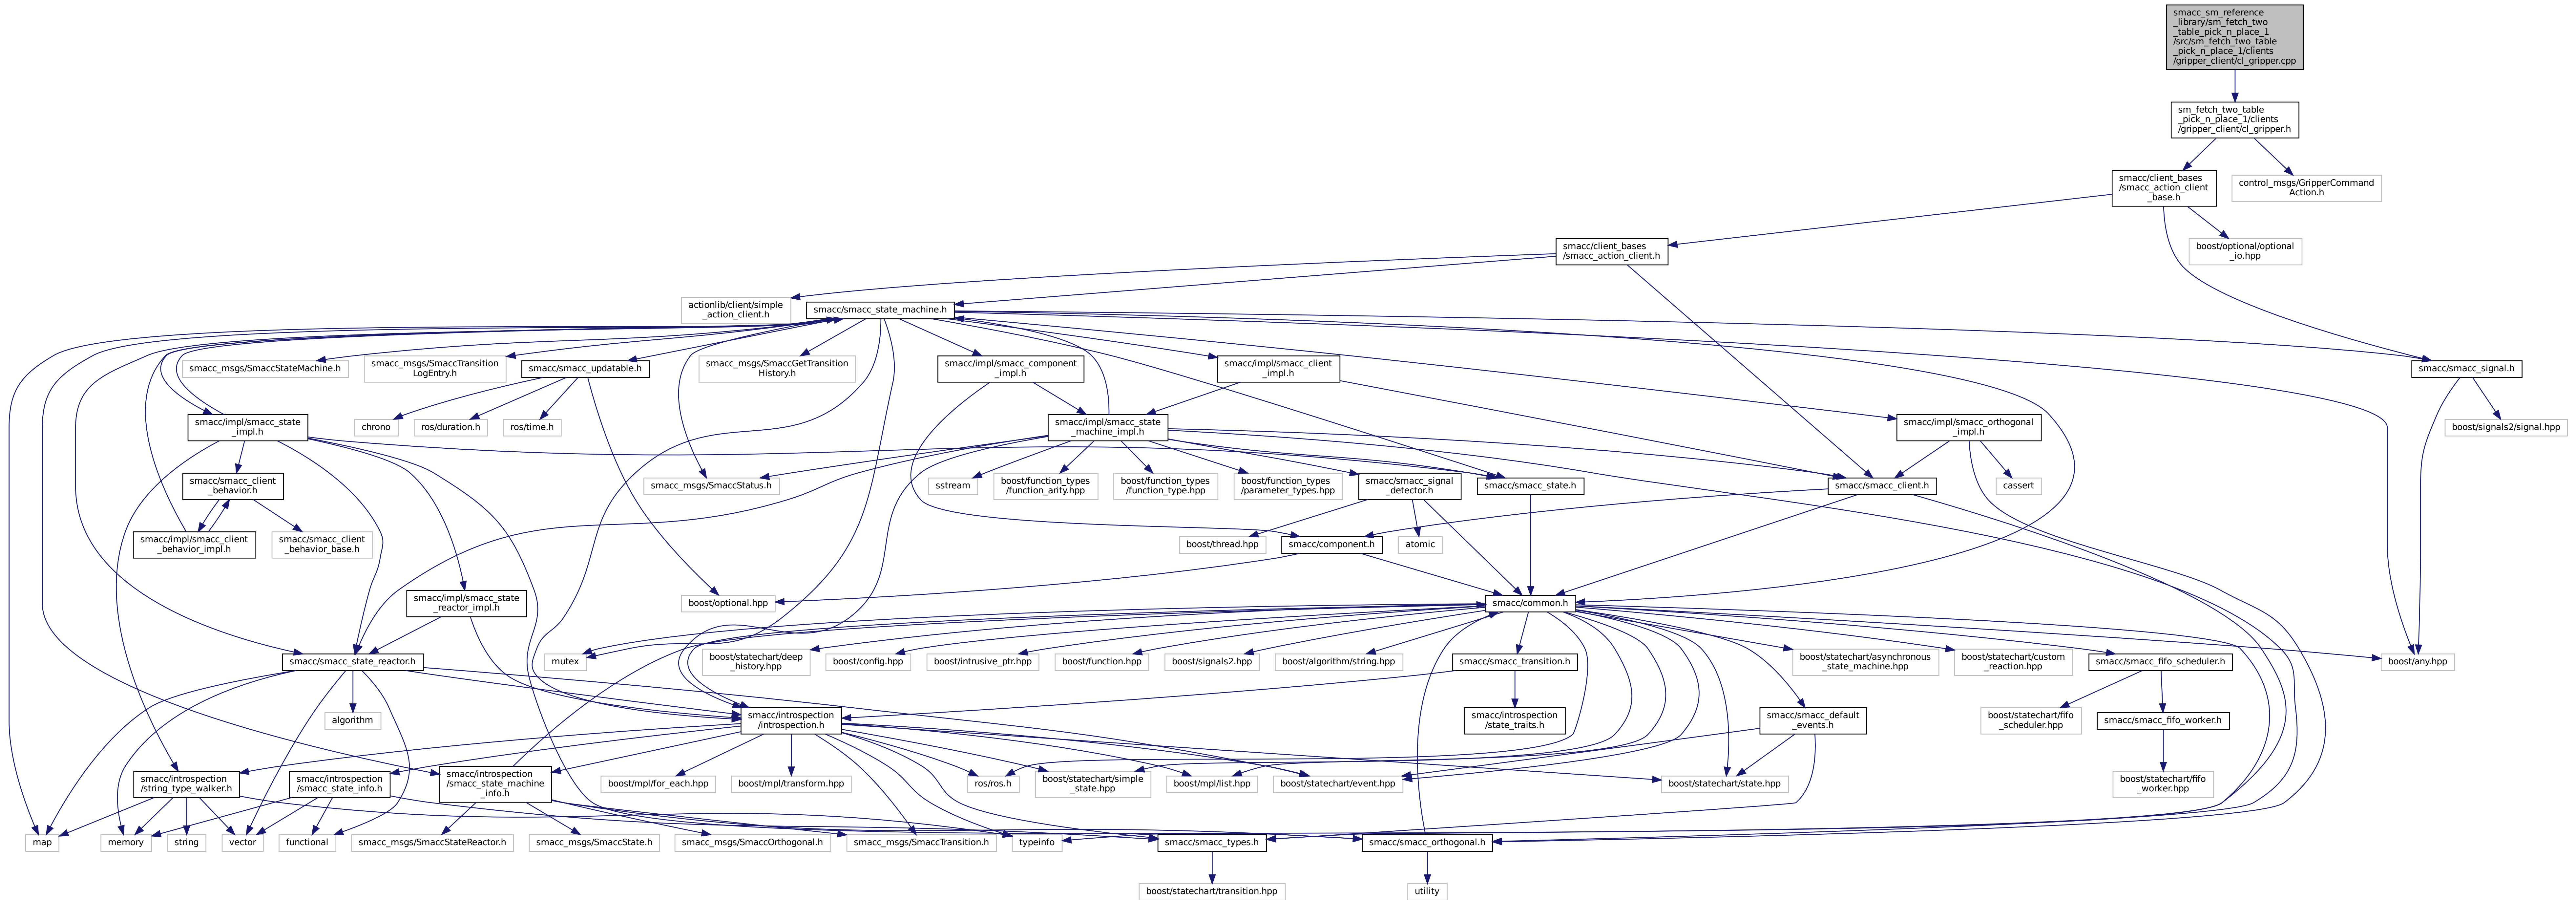 smacc_sm_reference
_library/sm_fetch_two
_table_pick_n_place_1
/src/sm_fetch_two_table
_pick_n_place_1/clients
/gripper_client/cl_gripper.cpp
sm_fetch_two_table
_pick_n_place_1/clients
/gripper_client/cl_gripper.h
smacc/client_bases
/smacc_action_client
_base.h
control_msgs/GripperCommand
Action.h
smacc/client_bases
/smacc_action_client.h
boost/optional/optional
_io.hpp
actionlib/client/simple
_action_client.h
smacc/smacc_state_machine.h
smacc_msgs/SmaccStateMachine.h
smacc_msgs/SmaccTransition
LogEntry.h
smacc/smacc_updatable.h
smacc_msgs/SmaccGetTransition
History.h
smacc/impl/smacc_component
_impl.h
smacc/impl/smacc_client
_impl.h
smacc/smacc_signal.h
smacc/impl/smacc_state
_impl.h
chrono
ros/duration.h
ros/time.h
smacc/impl/smacc_state
_machine_impl.h
smacc/impl/smacc_orthogonal
_impl.h
boost/signals2/signal.hpp
smacc/smacc_client
_behavior.h
smacc_msgs/SmaccStatus.h
sstream
boost/function_types
/function_arity.hpp
boost/function_types
/function_type.hpp
boost/function_types
/parameter_types.hpp
smacc/smacc_signal
_detector.h
smacc/smacc_state.h
smacc/smacc_client.h
cassert
smacc/impl/smacc_client
_behavior_impl.h
smacc/smacc_client
_behavior_base.h
boost/thread.hpp
smacc/component.h
atomic
smacc/impl/smacc_state
_reactor_impl.h
boost/optional.hpp
smacc/common.h
smacc/smacc_state_reactor.h
mutex
boost/statechart/deep
_history.hpp
boost/config.hpp
boost/intrusive_ptr.hpp
boost/function.hpp
boost/signals2.hpp
boost/algorithm/string.hpp
smacc/smacc_transition.h
boost/statechart/asynchronous
_state_machine.hpp
boost/statechart/custom
_reaction.hpp
smacc/smacc_fifo_scheduler.h
boost/any.hpp
algorithm
smacc/introspection
/introspection.h
smacc/introspection
/state_traits.h
smacc/smacc_default
_events.h
boost/statechart/fifo
_scheduler.hpp
smacc/smacc_fifo_worker.h
smacc/introspection
/string_type_walker.h
smacc/introspection
/smacc_state_info.h
smacc/introspection
/smacc_state_machine
_info.h
boost/mpl/for_each.hpp
boost/mpl/transform.hpp
ros/ros.h
boost/statechart/simple
_state.hpp
boost/mpl/list.hpp
boost/statechart/event.hpp
boost/statechart/state.hpp
boost/statechart/fifo
_worker.hpp
map
memory
string
vector
functional
smacc_msgs/SmaccStateReactor.h
smacc_msgs/SmaccState.h
smacc_msgs/SmaccOrthogonal.h
smacc_msgs/SmaccTransition.h
typeinfo
smacc/smacc_types.h
smacc/smacc_orthogonal.h
boost/statechart/transition.hpp
utility